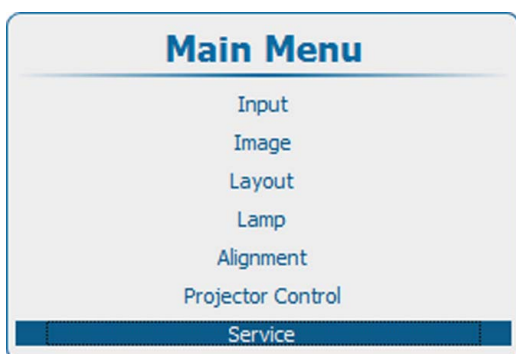 Main Menu
Input
Image
Layout
Lamp
Alignment
Projector Control
Service